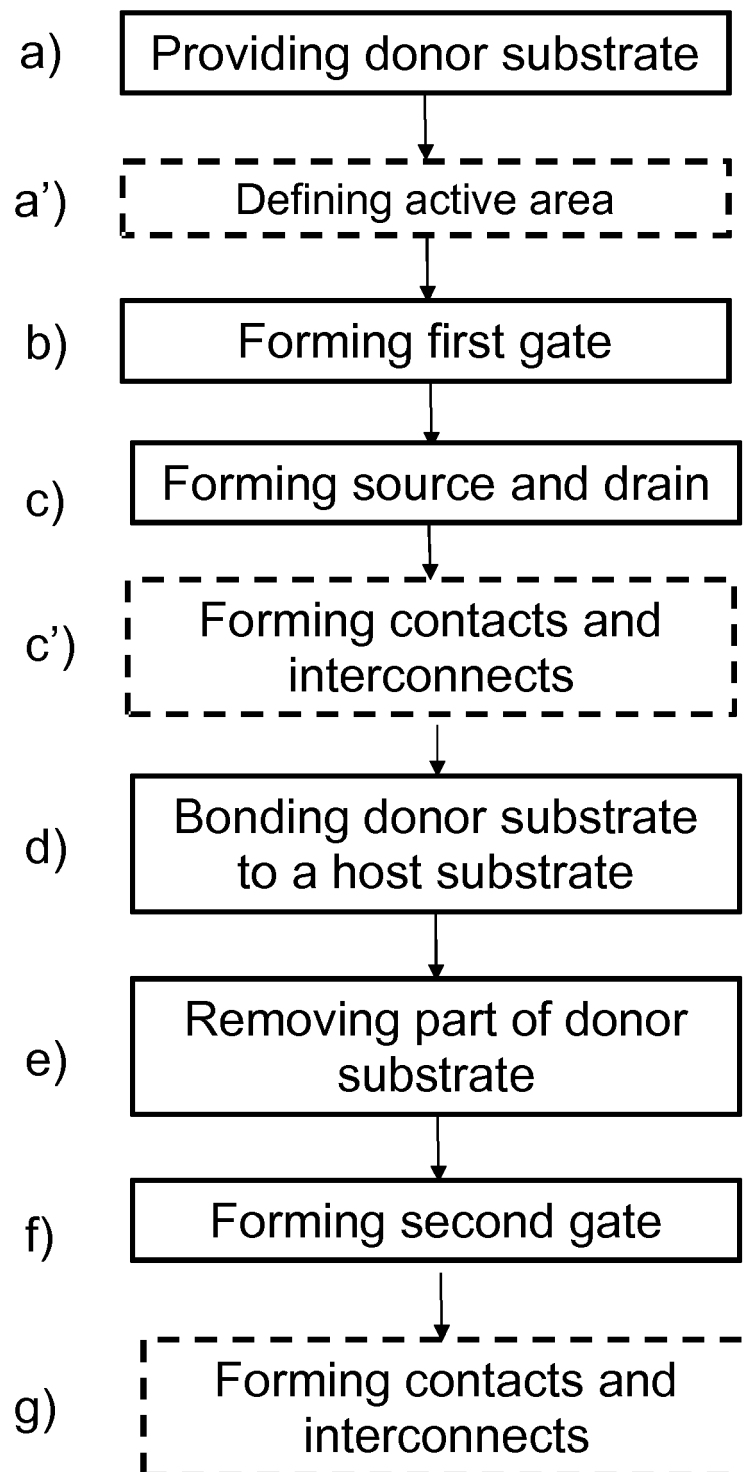 a) Providing donor substrate
a’) Defining active area
b) Forming first gate
c) Forming source and drain
c’) Forming contacts and
interconnects
d) Bonding donor substrate
to a host substrate
e) Removing part of donor
substrate
f) Forming second gate
g) Forming contacts and
interconnects